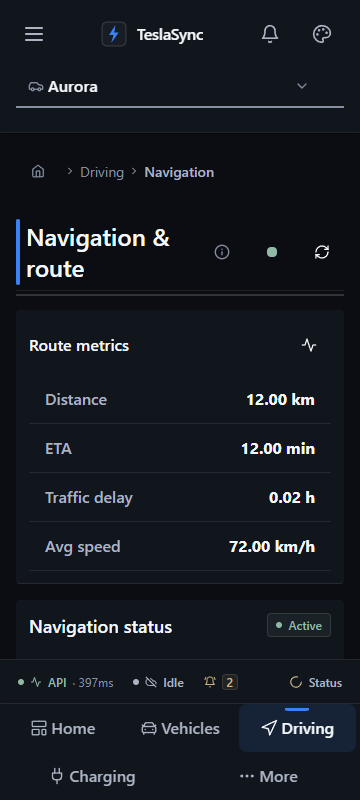 TeslaSync
Aurora
Driving
Navigation
Navigation &
route
Route metrics
Distance 12.00 km
ETA 12.00 min
Traffic delay 0.02 h
Avg speed 72.00 km/h
Navigation status Active
API · 397ms Idle 2 Status
Home Vehicles Driving
Charging More